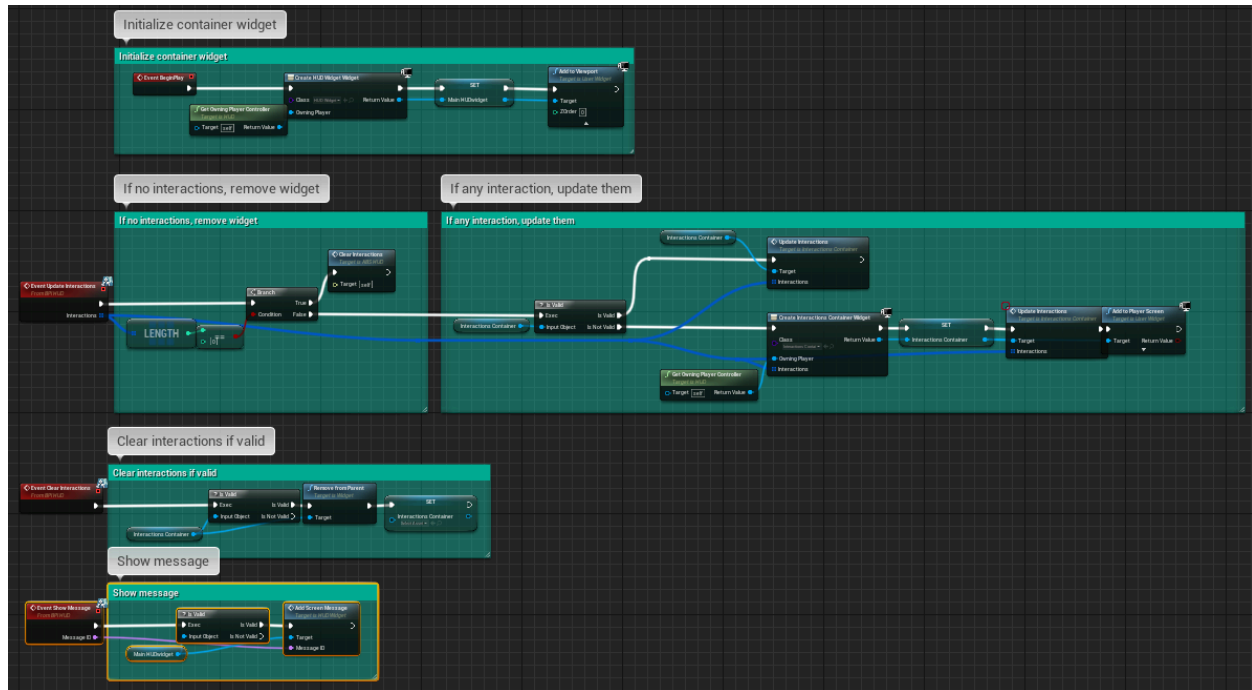 Initialize container widget
Initialize container widget
Event BeginPlay
Create HUD Widget Widget
Class
Return Value
Owning Player
Get Owning Player Controller
Target is HUD
Target self
Return Value
SET
Main HUDwidget
Add to Viewport
Target is User Widget
Target
ZOrder 0
If no interactions, remove widget
If any interaction, update them
If no interactions, remove widget
If any interaction, update them
Event Update Interactions
From BPI HUD
Interactions
LENGTH
==
0
Branch
True
Condition
False
Clear Interactions
Target self
Interactions Container
Is Valid
Exec
Is Valid
Input Object
Is Not Valid
Interactions Container
Update Interactions
Target is Interactions Container
Target
Interactions
Create Interactions Container Widget
Class
Return Value
Owning Player
Interactions
Get Owning Player Controller
Target is HUD
Target self
Return Value
SET
Interactions Container
Update Interactions
Target is Interactions Container
Target
Interactions
Add to Player Screen
Target is User Widget
Target
Return Value
Clear interactions if valid
Clear interactions if valid
Event Clear Interactions
From BPI HUD
Is Valid
Exec
Is Valid
Input Object
Is Not Valid
Interactions Container
Remove from Parent
Target is Widget
Target
SET
Interactions Container
Show message
Show message
Event Show Message
From BPI HUD
Message ID
Is Valid
Exec
Is Valid
Input Object
Is Not Valid
Main HUDwidget
Add Screen Message
Target is HUD Widget
Target
Message ID